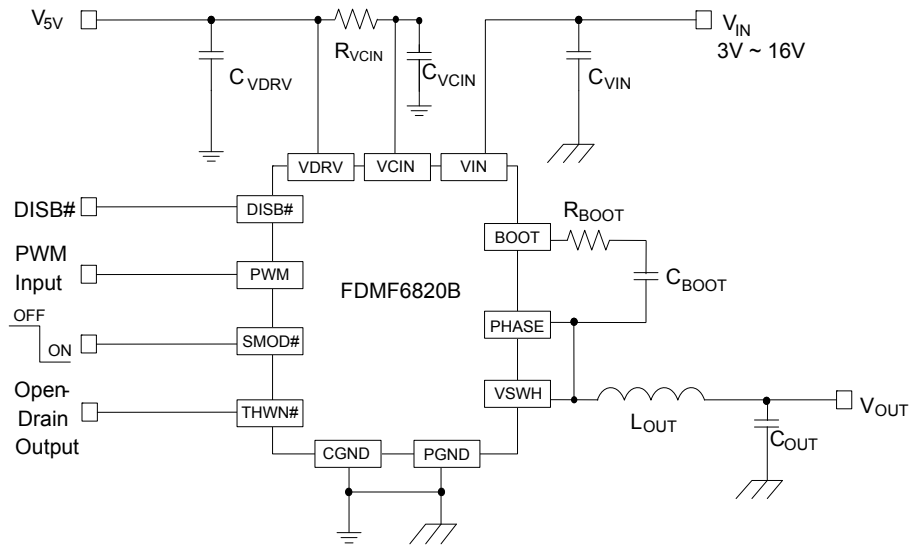 V5V
RVCIN
CVDRV
CVCIN
CVIN
VIN
3V ~ 16V
VDRV
VCIN
VIN
DISB#
DISB#
PWM
Input
PWM
OFF
ON
SMOD#
Open-
Drain
Output
THWN#
FDMF6820B
BOOT
RBOOT
CBOOT
PHASE
VSWH
LOUT
VOUT
COUT
CGND
PGND